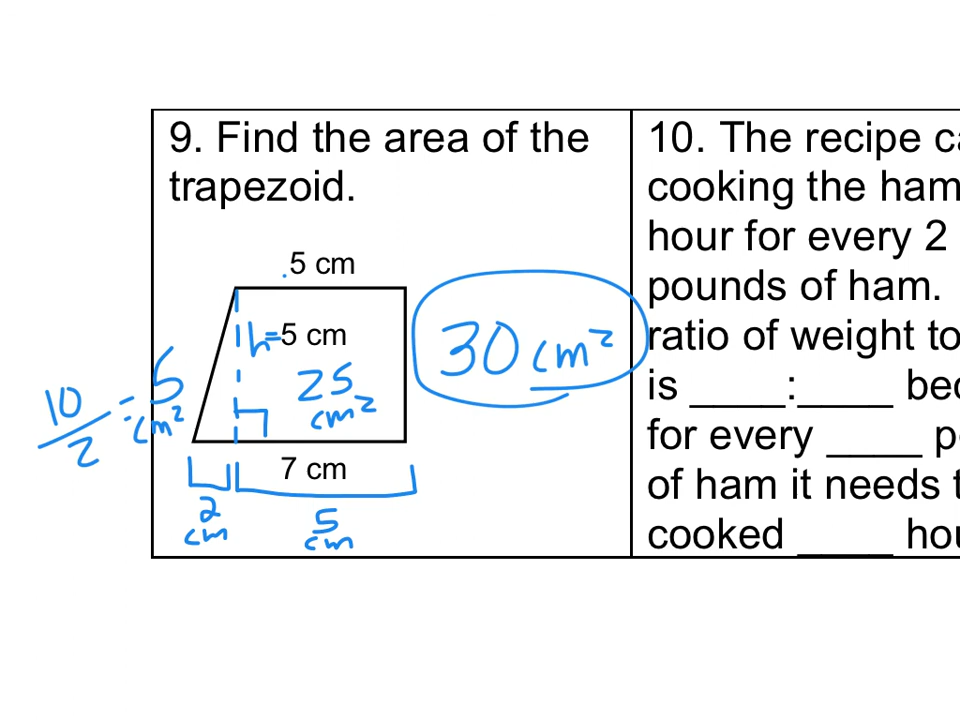 9. Find the area of the
trapezoid.
.5 cm
h=5 cm
25
cm²
10/2 = 5
cm²
7 cm
2
cm
5
cm
30 cm²
10. The recipe ca
cooking the ham
hour for every 2
pounds of ham.
ratio of weight to
is ____:____ bec
for every ____ p
of ham it needs t
cooked ____ hou